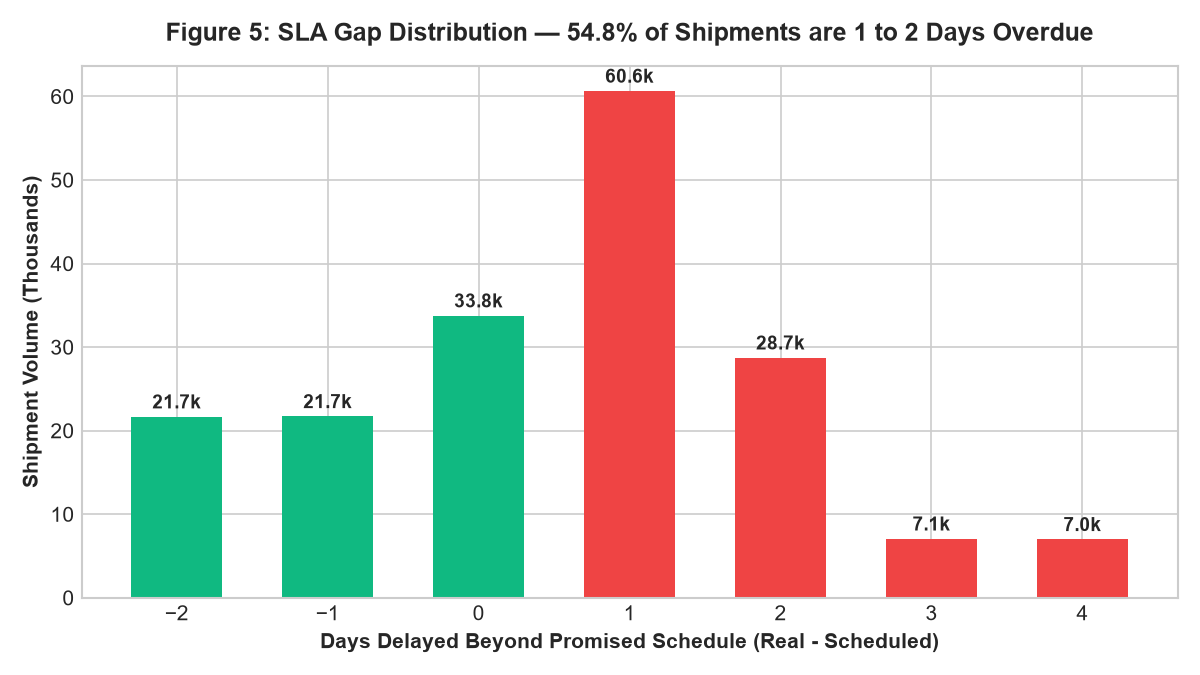 Figure 5: SLA Gap Distribution — 54.8% of Shipments are 1 to 2 Days Overdue
Shipment Volume (Thousands)
60
50
40
30
20
10
0
21.7k
21.7k
33.8k
60.6k
28.7k
7.1k
7.0k
−2
−1
0
1
2
3
4
Days Delayed Beyond Promised Schedule (Real - Scheduled)